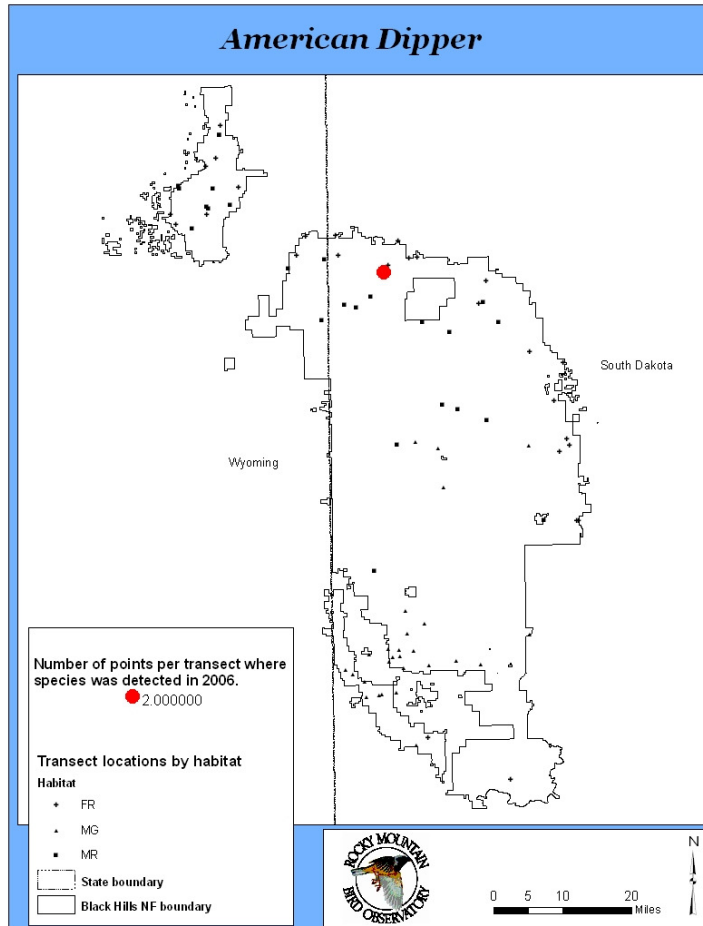 American Dipper
South Dakota
Wyoming
Number of points per transect where
species was detected in 2006.
2.000000
Transect locations by habitat
Habitat
FR
MG
MR
State boundary
Black Hills NF boundary
ROCKY MOUNTAIN
BIRD OBSERVATORY
N
0 5 10 20
Miles